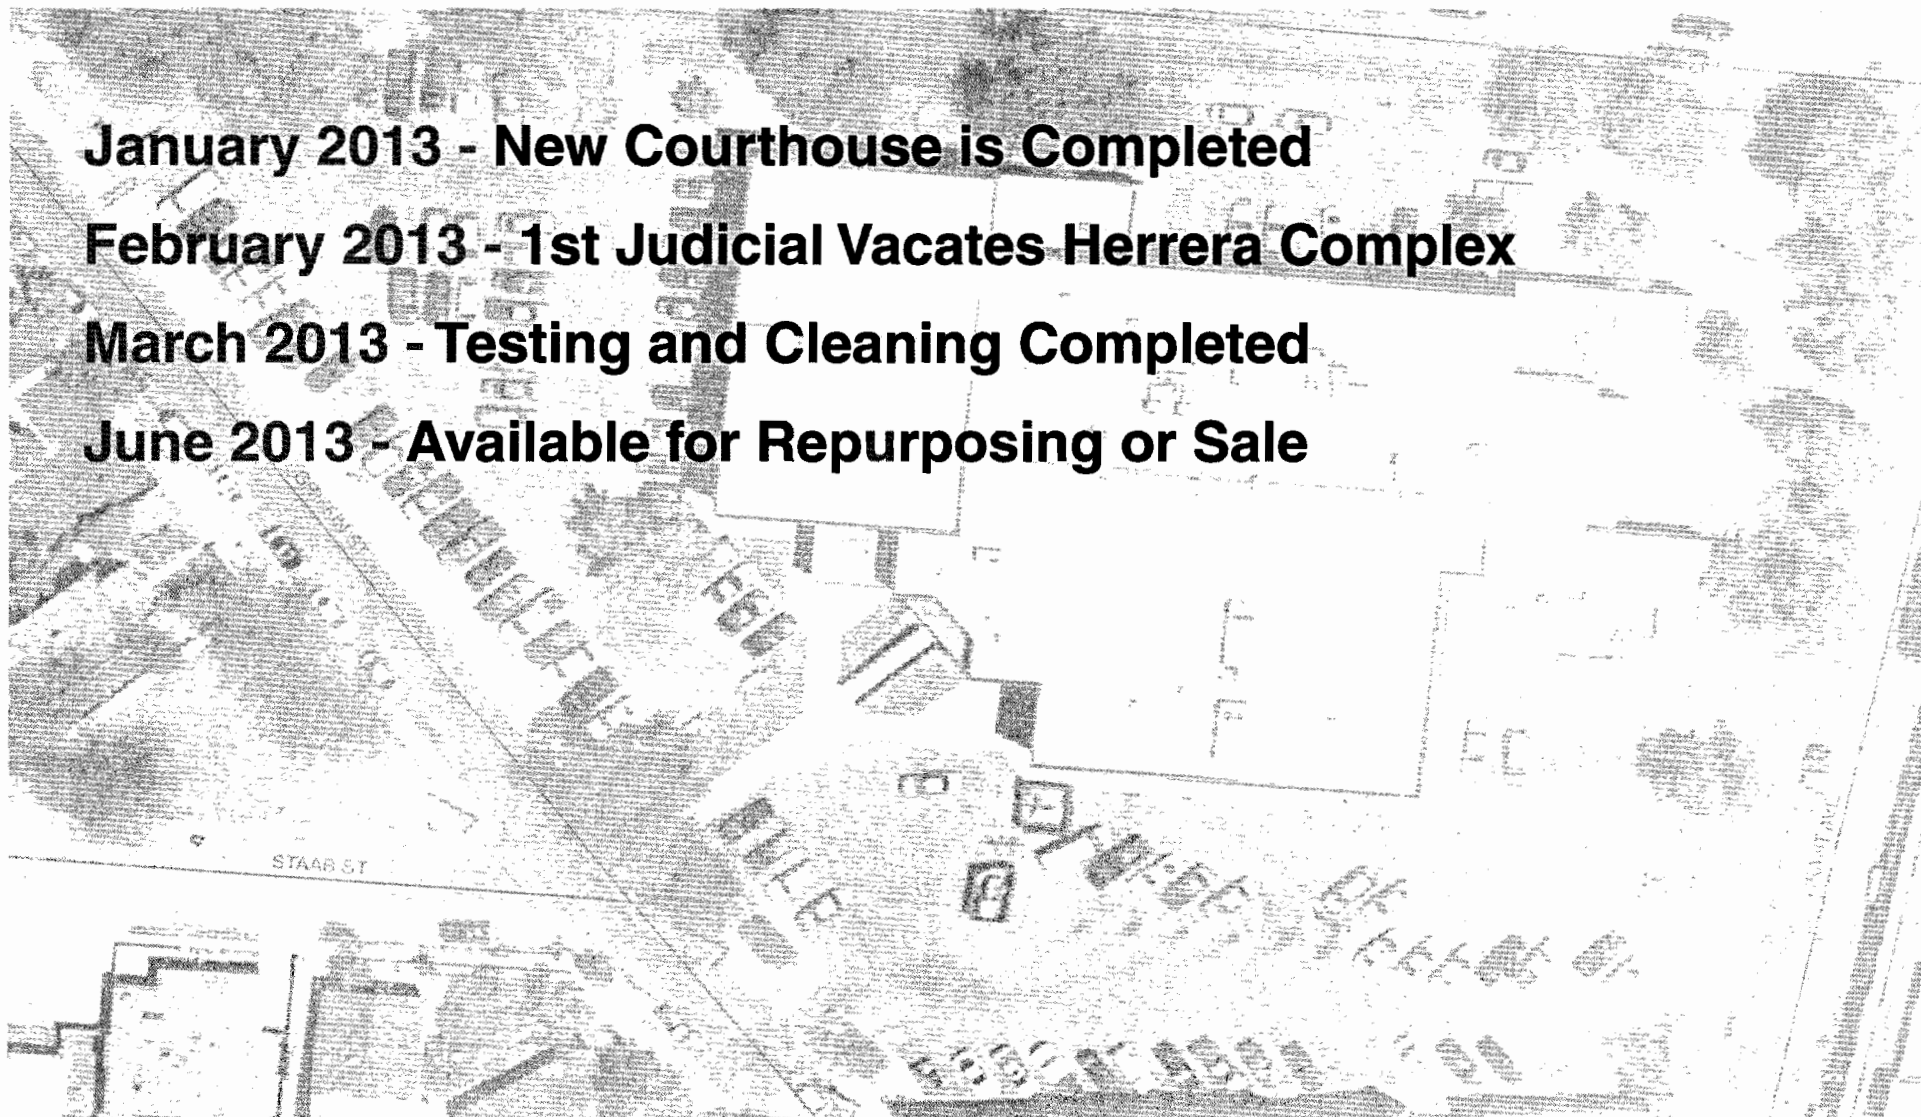 January 2013 - New Courthouse is Completed
February 2013 - 1st Judicial Vacates Herrera Complex
March 2013 - Testing and Cleaning Completed
June 2013 - Available for Repurposing or Sale
STAAB ST